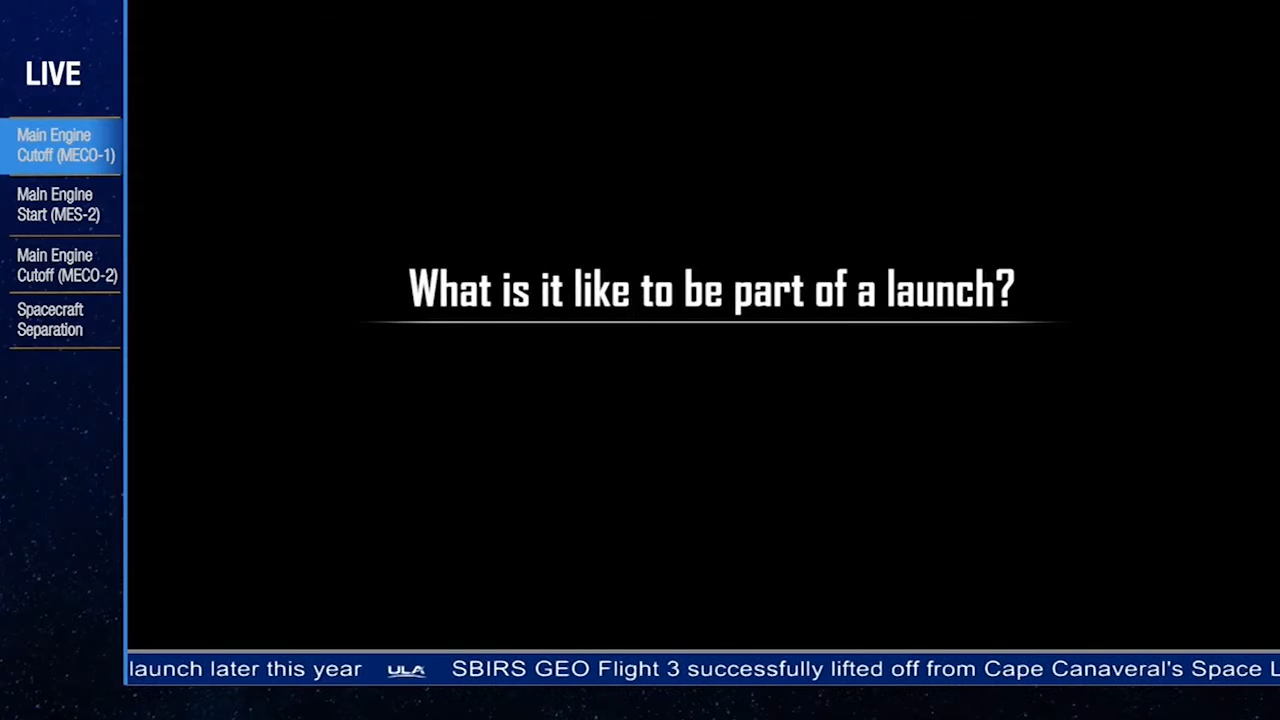 LIVE
Main Engine
Cutoff (MECO-1)
Main Engine
Start (MES-2)
Main Engine
Cutoff (MECO-2)
Spacecraft
Separation
What is it like to be part of a launch?
launch later this year ULA SBIRS GEO Flight 3 successfully lifted off from Cape Canaveral's Space L